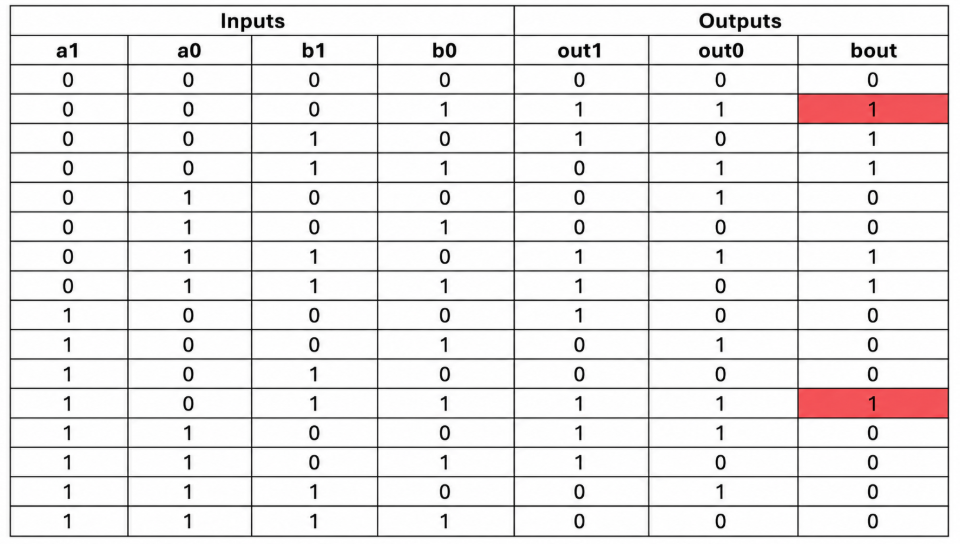 Inputs Outputs
a1 a0 b1 b0 out1 out0 bout
0 0 0 0 0 0 0
0 0 0 1 1 1 1
0 0 1 0 1 0 1
0 0 1 1 0 1 1
0 1 0 0 0 1 0
0 1 0 1 0 0 0
0 1 1 0 1 1 1
0 1 1 1 1 0 1
1 0 0 0 1 0 0
1 0 0 1 0 1 0
1 0 1 0 0 0 0
1 0 1 1 1 1 1
1 1 0 0 1 1 0
1 1 0 1 1 0 0
1 1 1 0 0 1 0
1 1 1 1 0 0 0